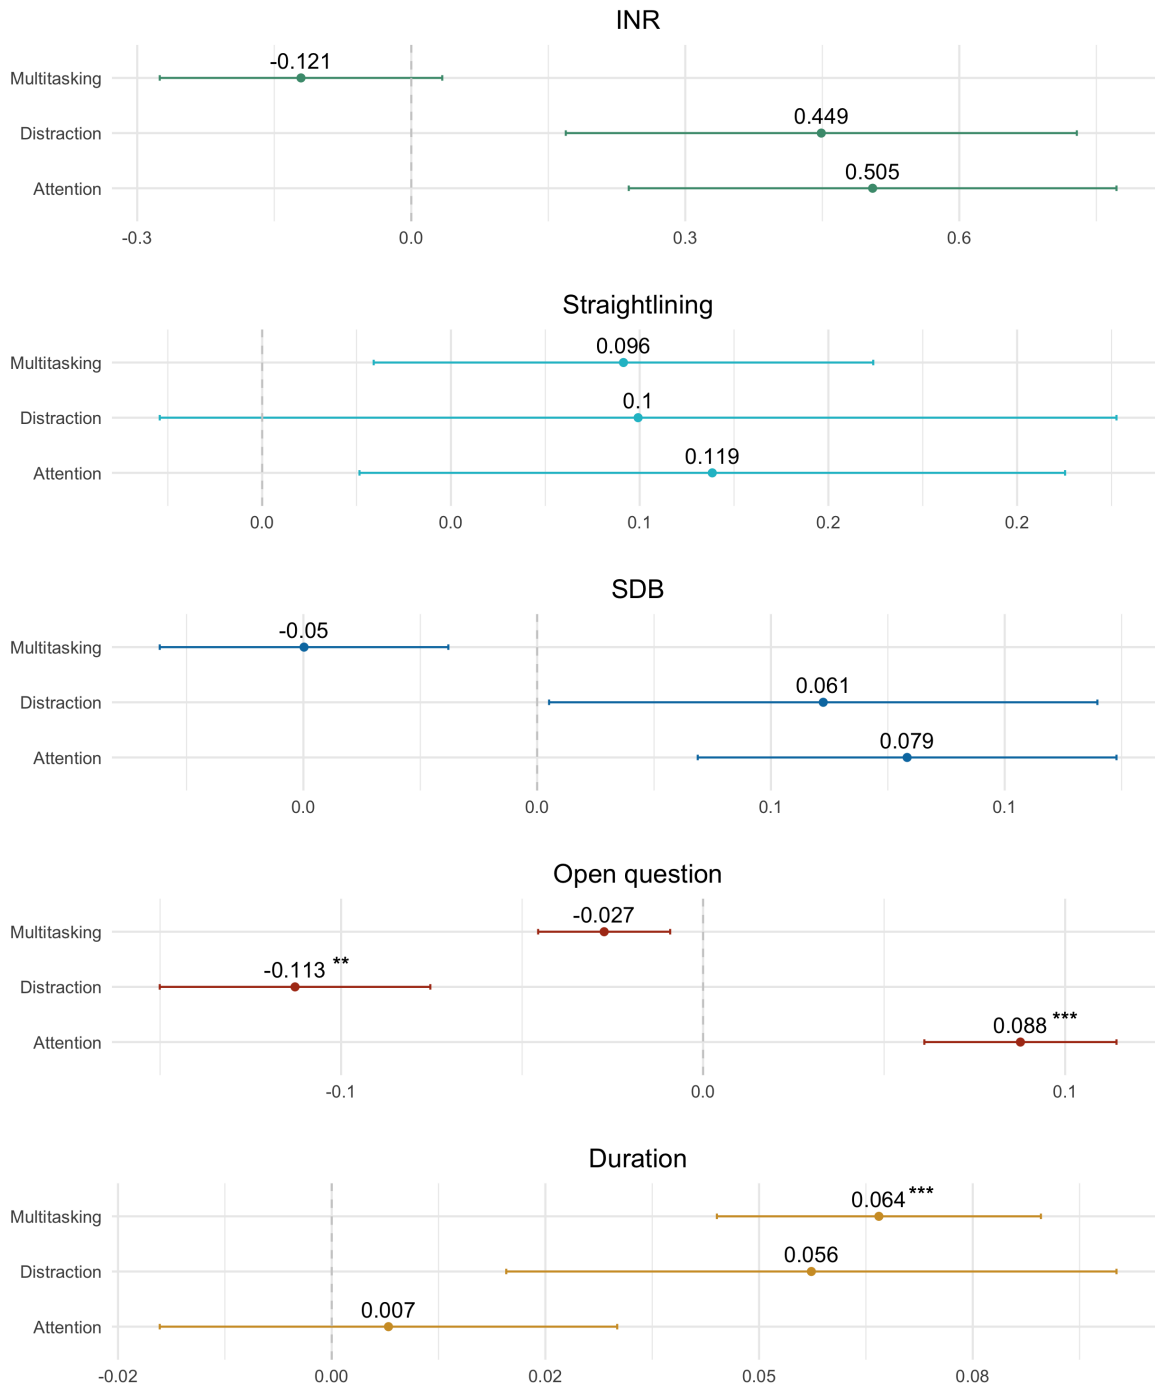 INR
-0.121
Multitasking
0.449
Distraction
0.505
Attention
-0.3 0.0 0.3 0.6
Straightlining
0.096
Multitasking
0.1
Distraction
0.119
Attention
0.0 0.0 0.1 0.2 0.2
SDB
-0.05
Multitasking
0.061
Distraction
0.079
Attention
0.0 0.0 0.1 0.1
Open question
-0.027
Multitasking
-0.113 **
Distraction
0.088 ***
Attention
-0.1 0.0 0.1
Duration
0.064 ***
Multitasking
0.056
Distraction
0.007
Attention
-0.02 0.00 0.02 0.05 0.08